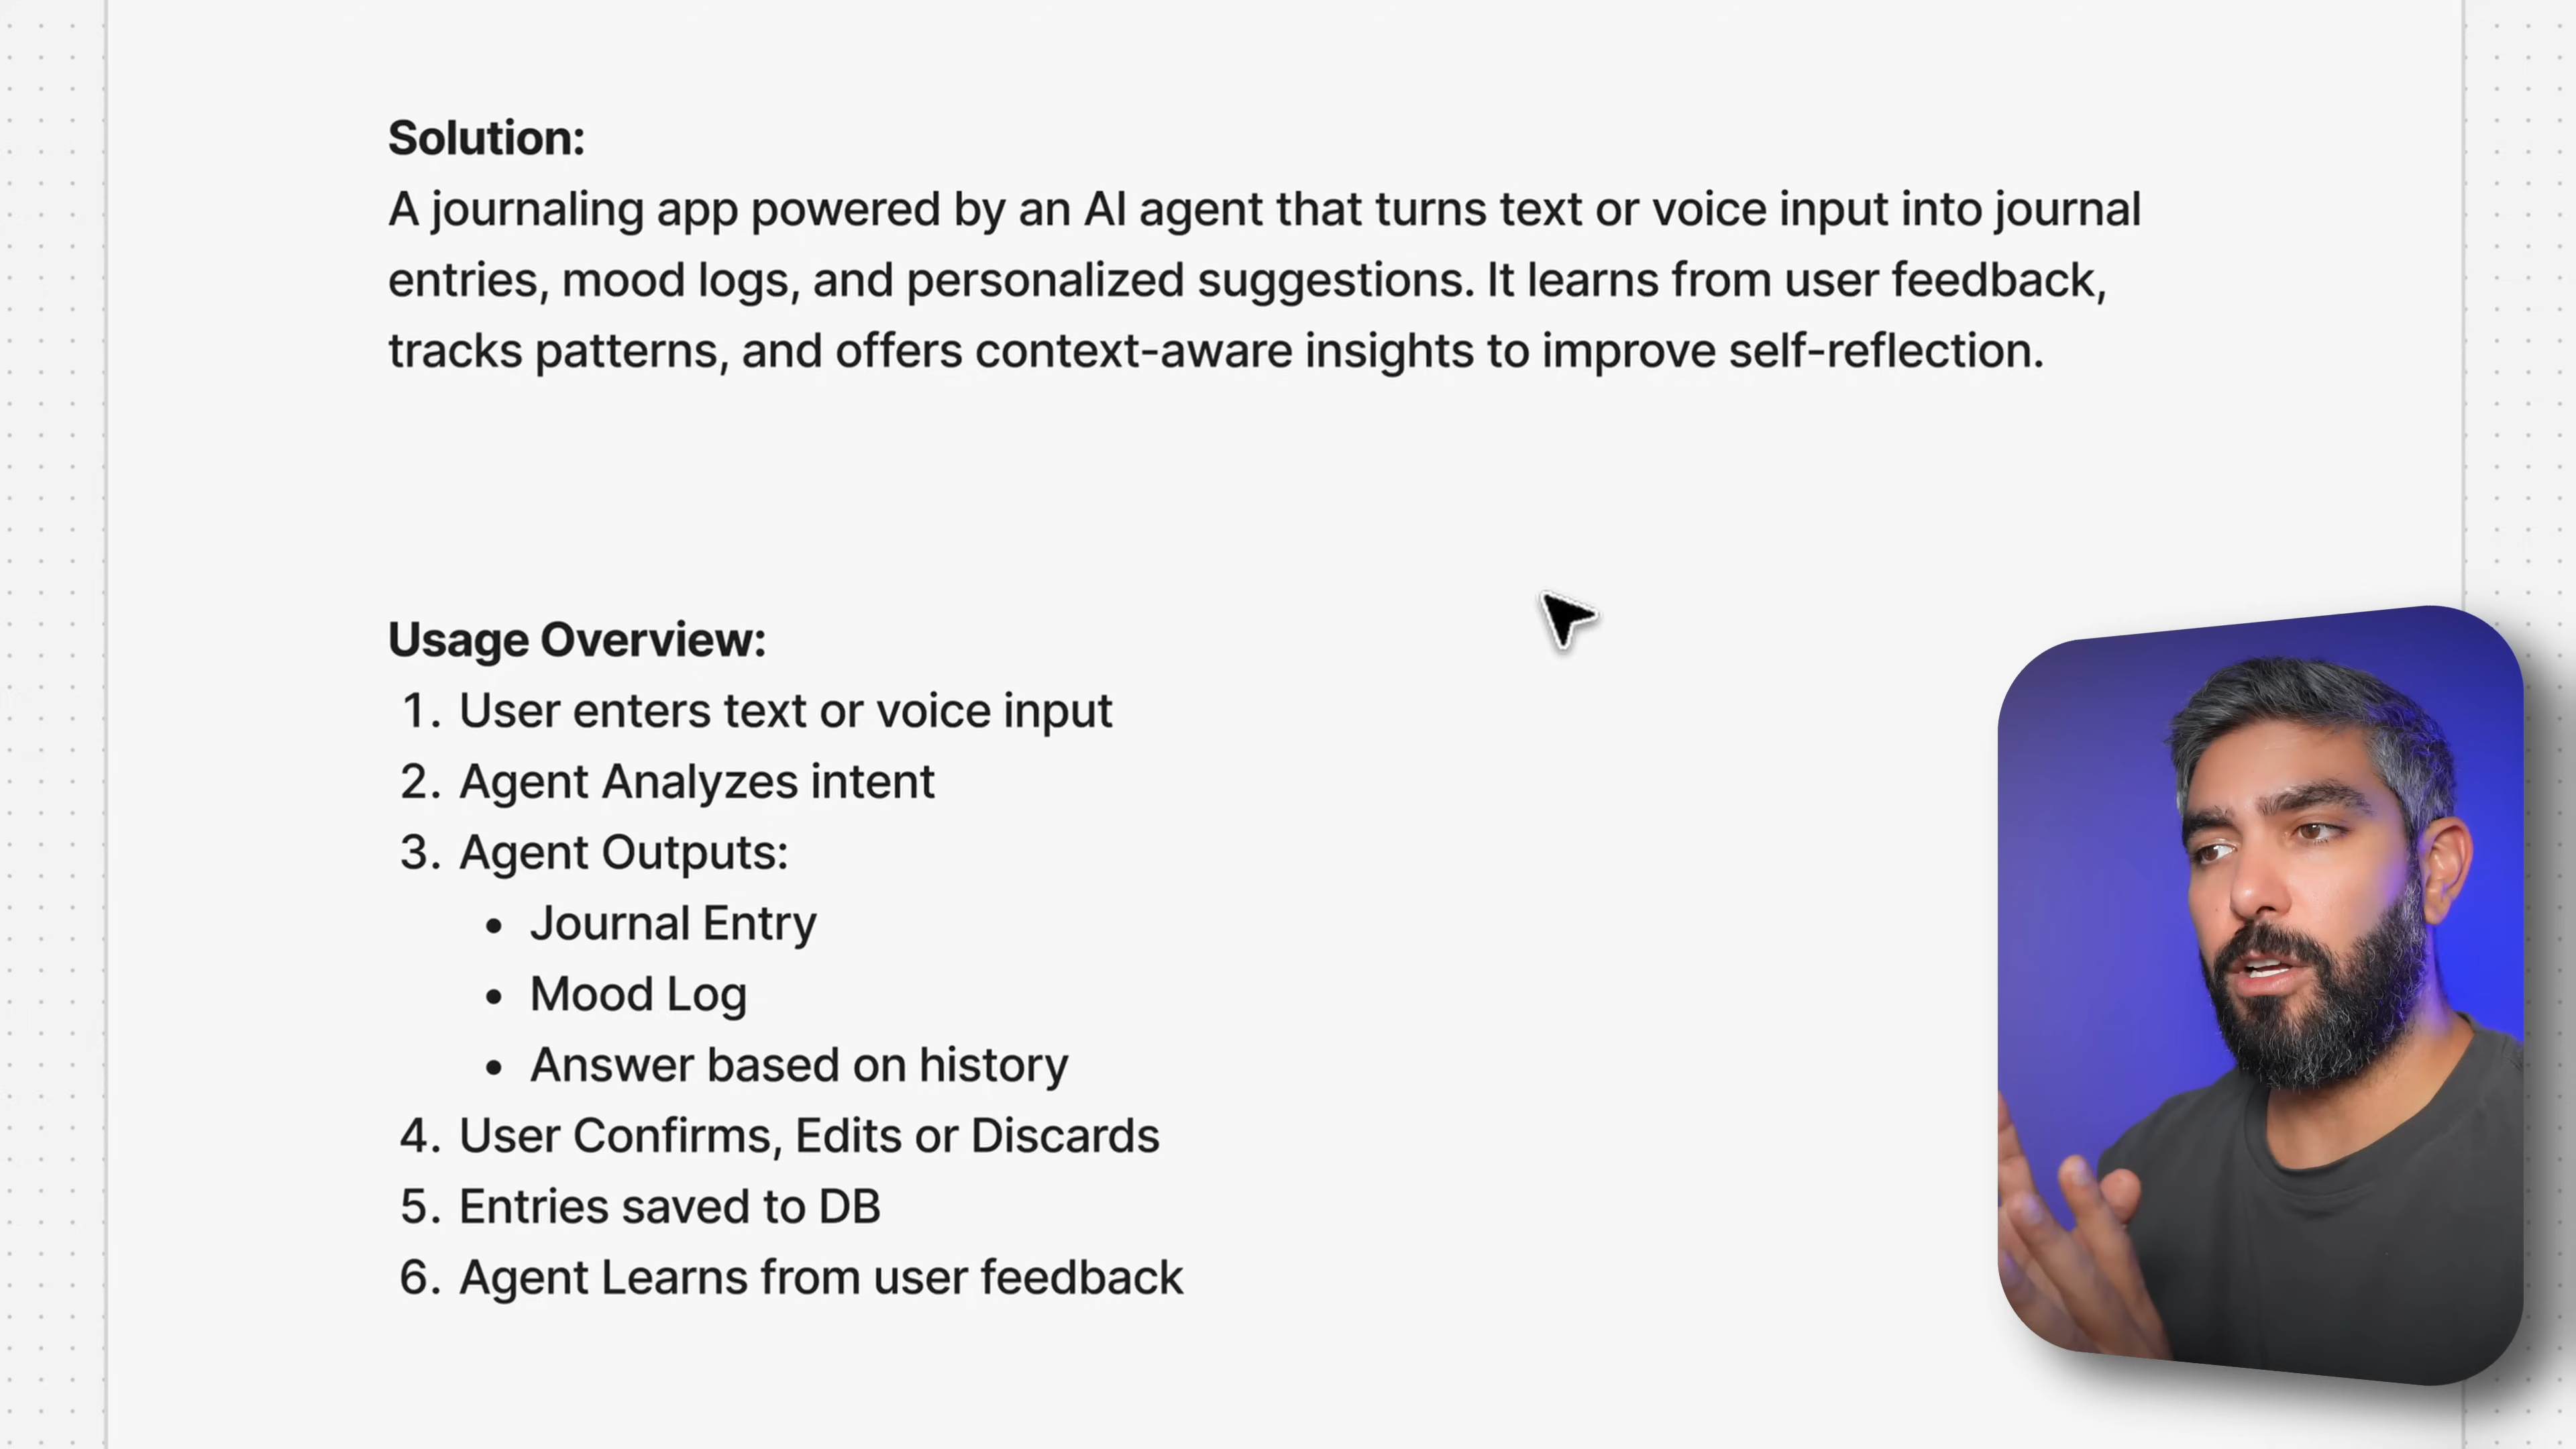 Solution:
A journaling app powered by an AI agent that turns text or voice input into journal
entries, mood logs, and personalized suggestions. It learns from user feedback,
tracks patterns, and offers context-aware insights to improve self-reflection.
Usage Overview:
1. User enters text or voice input
2. Agent Analyzes intent
3. Agent Outputs:
• Journal Entry
• Mood Log
• Answer based on history
4. User Confirms, Edits or Discards
5. Entries saved to DB
6. Agent Learns from user feedback